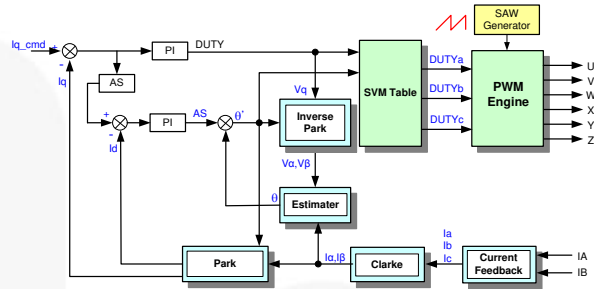 SAW
Generator
Iq_cmd
+
-
Iq
PI
DUTY
AS
+
-
Id
PI
AS
θ*
Vq
Inverse
Park
SVM Table
DUTYa
DUTYb
DUTYc
PWM
Engine
U
V
W
X
Y
Z
Vα,Vβ
θ
Estimater
Park
Iα,Iβ
Clarke
Ia
Ib
Ic
Current
Feedback
IA
IB